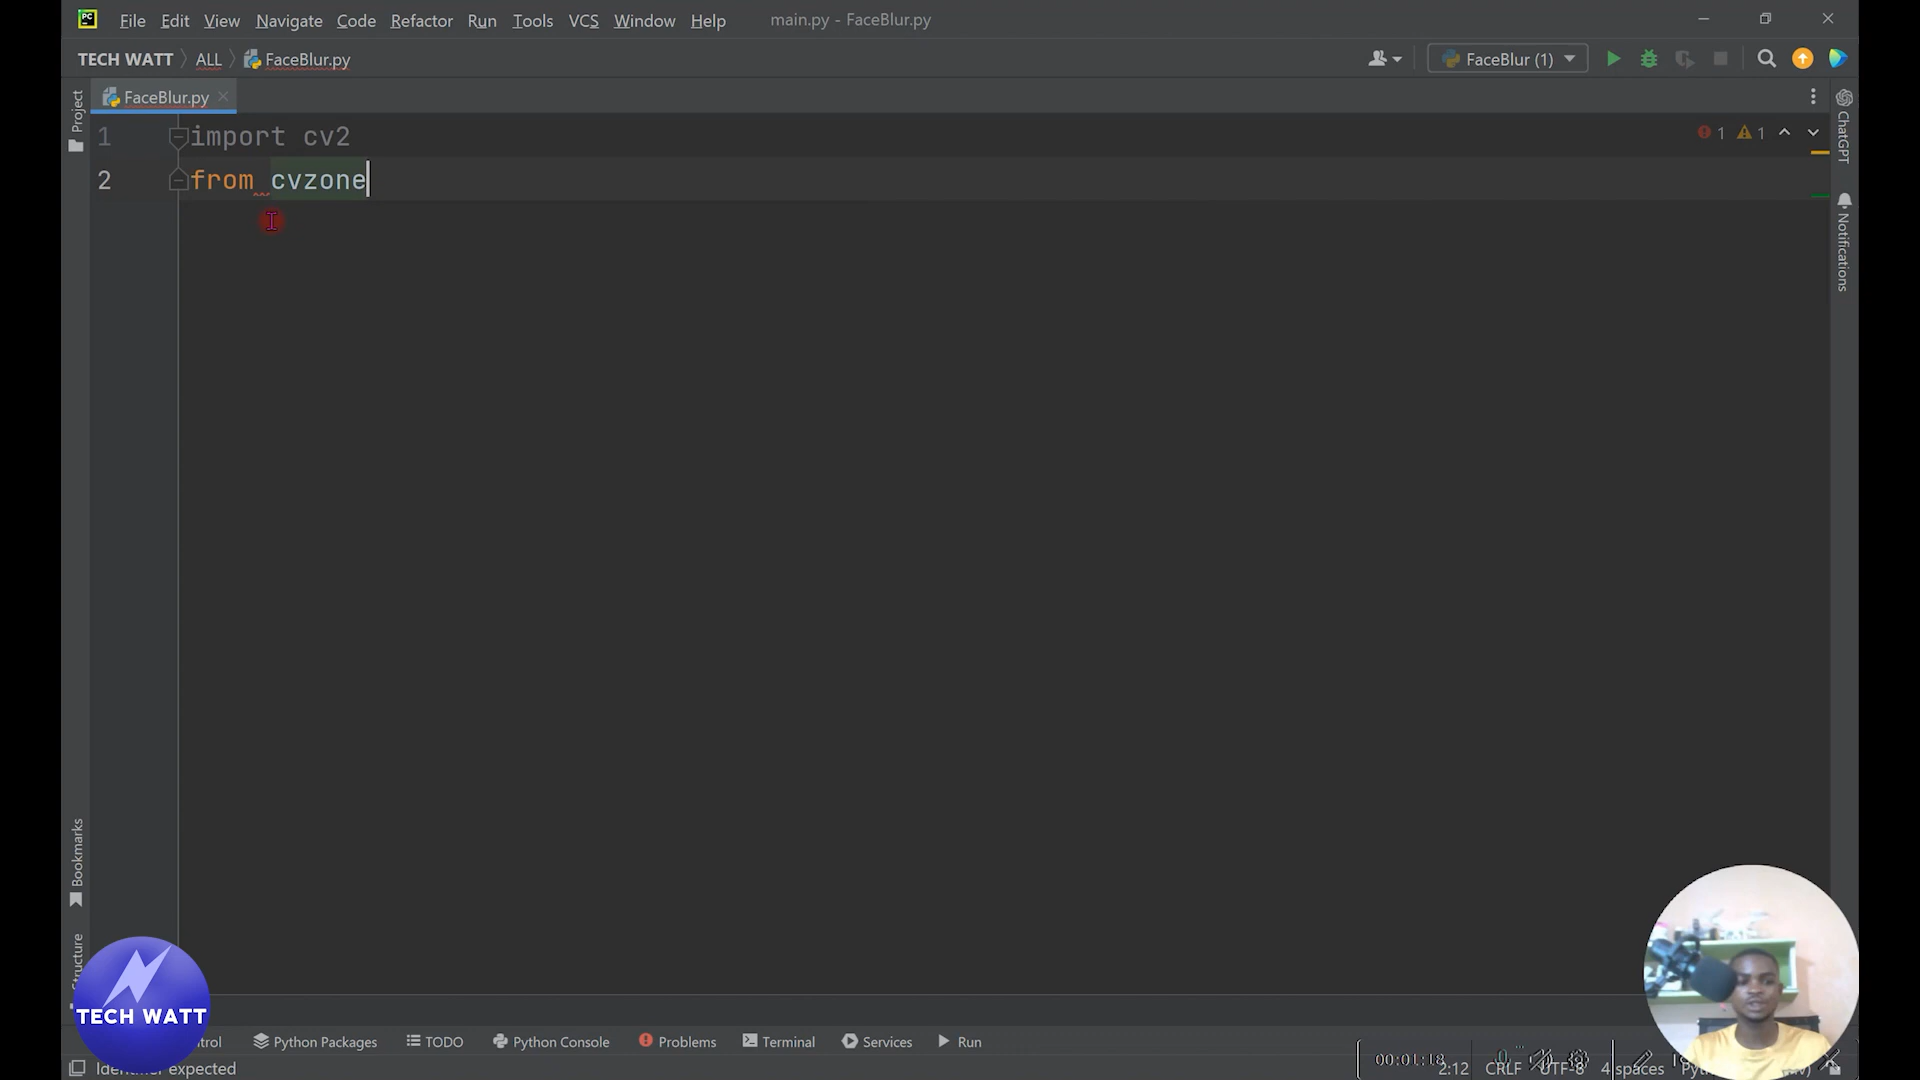 File Edit View Navigate Code Refactor Run Tools VCS Window Help main.py - FaceBlur.py
TECH WATT ALL FaceBlur.py FaceBlur (1)
Project
FaceBlur.py
ChatGPT
Notifications
1 import cv2 1 1
2 from cvzone
Bookmarks
Structure
TECH WATT
Python Packages TODO Python Console Problems Terminal Services Run
expected 00:01:18 2:12 CRLF UTF-8 4 spaces